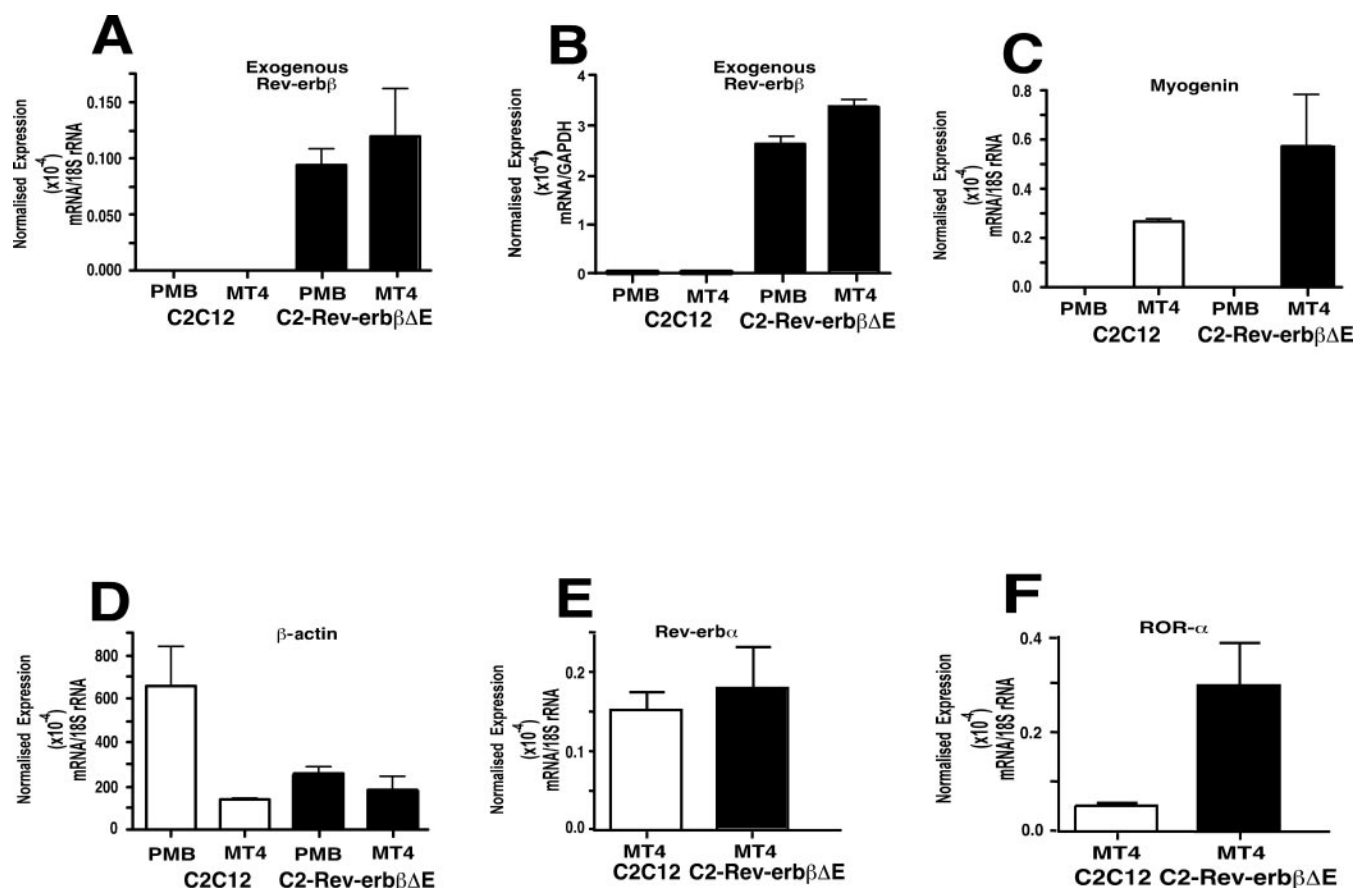 A
Exogenous
Rev-erbβ
Normalised Expression
(x10⁻⁴)
mRNA/18S rRNA
0.150
0.100
0.050
0.000
PMB MT4 PMB MT4
C2C12 C2-Rev-erbβΔE
B
Exogenous
Rev-erbβ
Normalised Expression
(x10⁻⁴)
mRNA/GAPDH
4
3
2
1
0
PMB MT4 PMB MT4
C2C12 C2-Rev-erbβΔE
C
Myogenin
Normalised Expression
(x10⁻⁴)
mRNA/18S rRNA
0.8
0.6
0.4
0.2
0.0
PMB MT4 PMB MT4
C2C12 C2-Rev-erbβΔE
D
β-actin
Normalised Expression
(x10⁻⁴)
mRNA/18S rRNA
800
600
400
200
0
PMB MT4 PMB MT4
C2C12 C2-Rev-erbβΔE
E
Rev-erbα
Normalised Expression
(x10⁻⁴)
mRNA/18S rRNA
0.2
0.1
0.0
MT4 MT4
C2C12 C2-Rev-erbβΔE
F
ROR-α
Normalised Expression
(x10⁻⁴)
mRNA/18S rRNA
0.4
0.2
0.0
MT4 MT4
C2C12 C2-Rev-erbβΔE